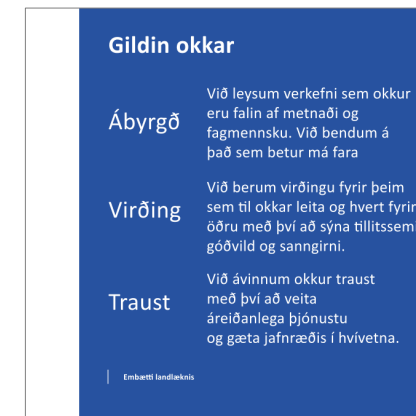 Gildin okkar
Ábyrgð
Við leysum verkefni sem okkur
eru falin af metnaði og
fagmennsku. Við bendum á
það sem betur má fara
Virðing
Við berum virðingu fyrir þeim
sem til okkar leita og hvert fyrir
öðru með því að sýna tillitssemi
góðvild og sanngirni.
Traust
Við ávinnum okkur traust
með því að veita
áreiðanlega þjónustu
og gæta jafnræðis í hvívetna.
Embætti landlæknis